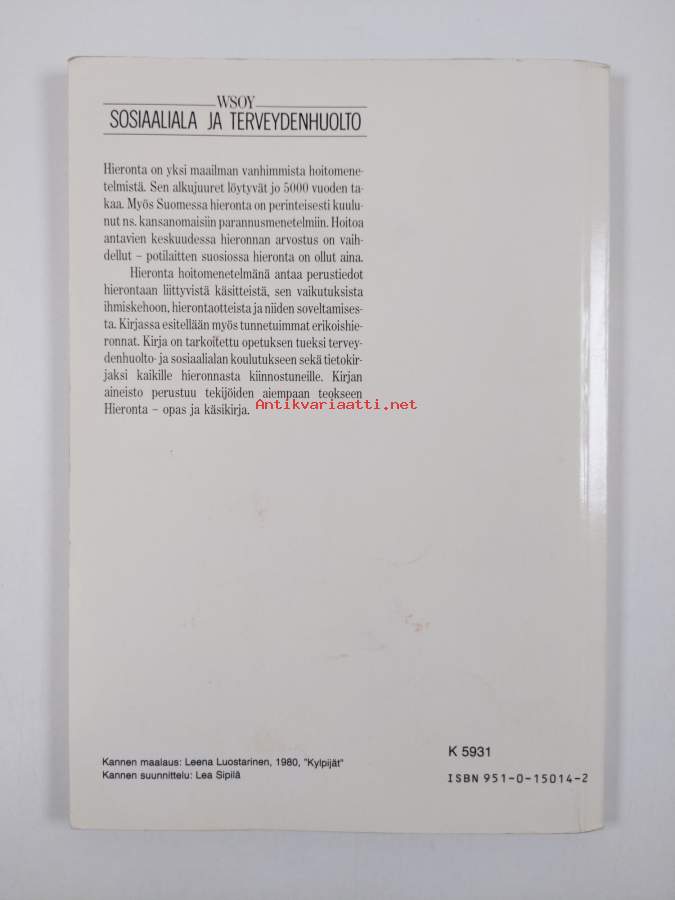 WSOY
SOSIAALIALA JA TERVEYDENHUOLTO
Hieronta on yksi maailman vanhimmista hoitomene-
telmistä. Sen alkujuuret löytyvät jo 5000 vuoden ta-
kaa. Myös Suomessa hieronta on perinteisesti kuulu-
nut ns. kansanomaisiin parannusmenetelmiin. Hoitoa
antavien keskuudessa hieronnan arvostus on vaih-
dellut – potilaitten suosiossa hieronta on ollut aina.
Hieronta hoitomenetelmänä antaa perustiedot
hierontaan liittyvistä käsitteistä, sen vaikutuksista
ihmiskehoon, hierontaotteista ja niiden soveltamises-
ta. Kirjassa esitellään myös tunnetuimmat erikoishie-
ronnat. Kirja on tarkoitettu opetuksen tueksi tervey-
denhuolto- ja sosiaalialan koulutukseen sekä tietokir-
jaksi kaikille hieronnasta kiinnostuneille. Kirjan
aineisto perustuu tekijöiden aiempaan teokseen
Hieronta – opas ja käsikirja.
Antikvariaatti.net
Kannen maalaus: Leena Luostarinen, 1980, "Kylpijät"
Kannen suunnittelu: Lea Sipilä
K 5931
ISBN 951-0-15014-2